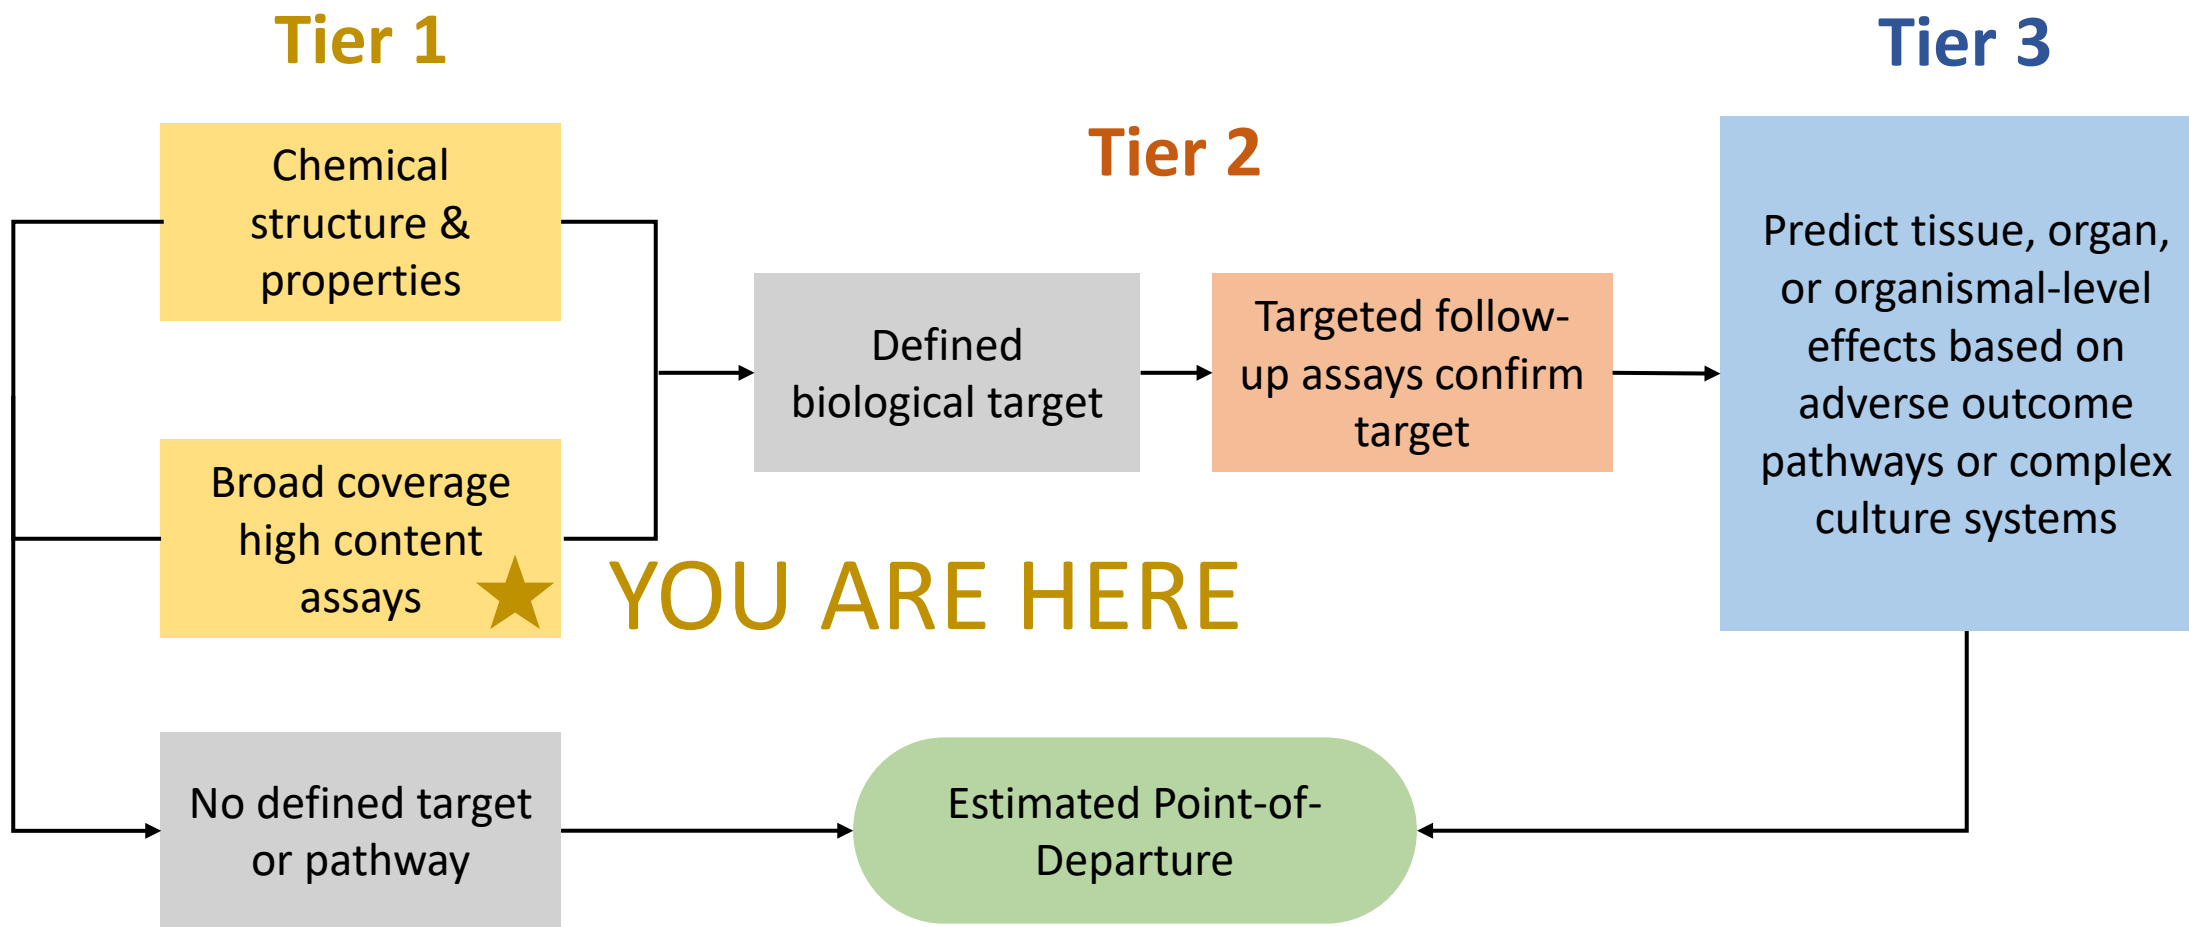 Tier 1
Chemical
structure &
properties
Broad coverage
high content
assays
YOU ARE HERE
No defined target
or pathway
Tier 2
Defined
biological target
Targeted follow-
up assays confirm
target
Estimated Point-of-
Departure
Tier 3
Predict tissue, organ,
or organismal-level
effects based on
adverse outcome
pathways or complex
culture systems